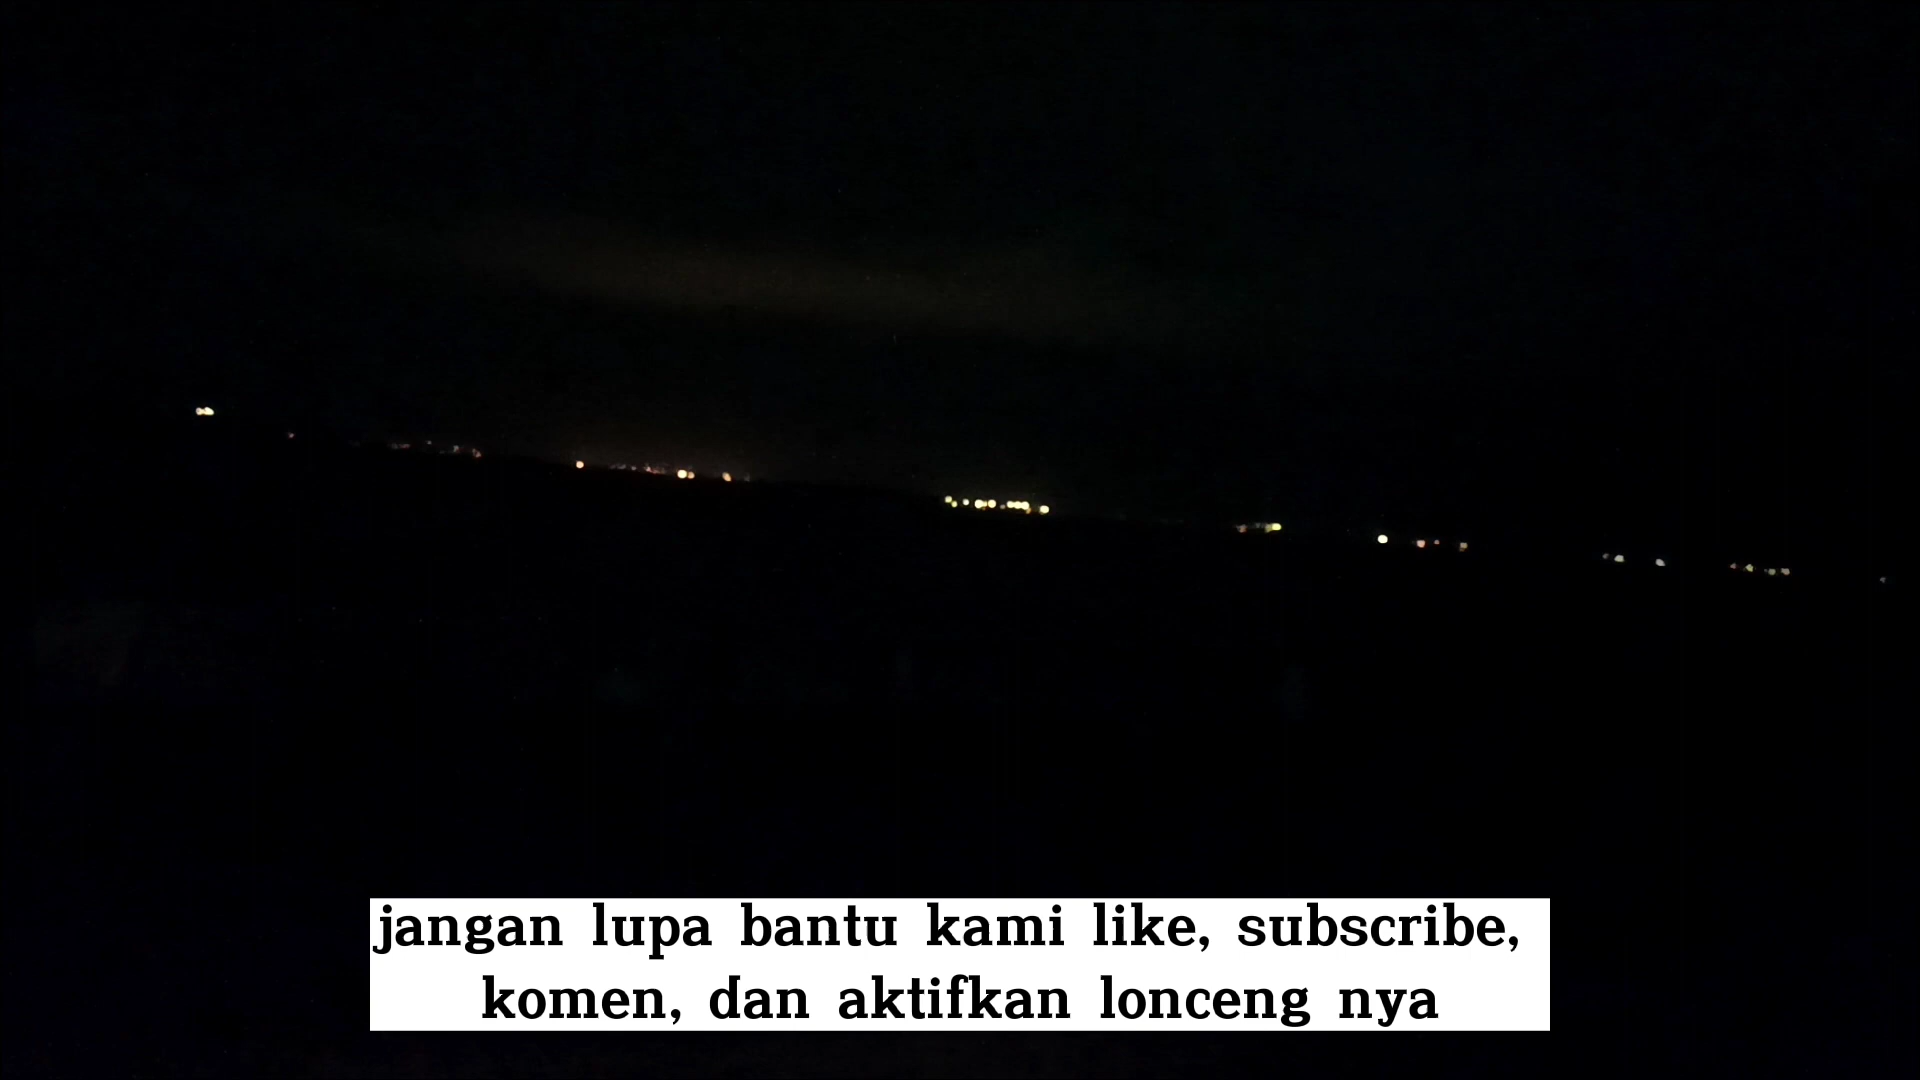 jangan lupa bantu kami like, subscribe,
komen, dan aktifkan lonceng nya